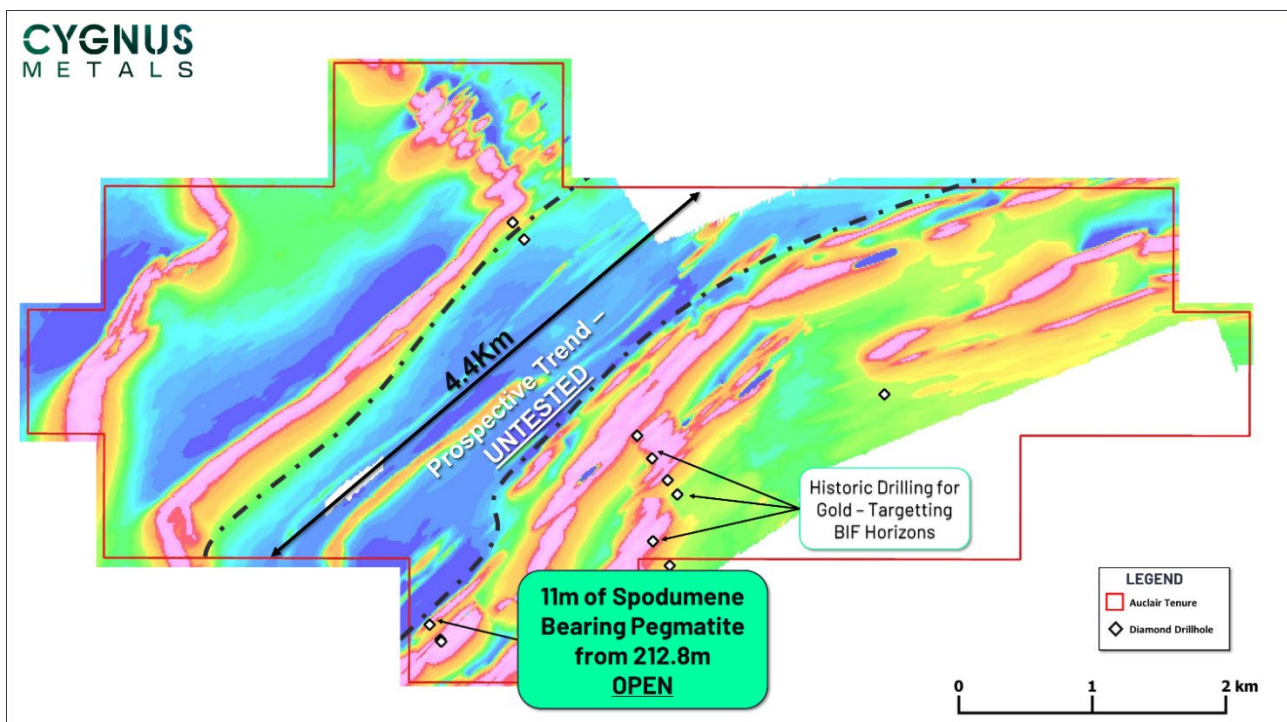 CYGNUS
METALS
4.4Km
Prospective Trend –
UNTESTED
Historic Drilling for
Gold – Targetting
BIF Horizons
11m of Spodumene
Bearing Pegmatite
from 212.8m
OPEN
LEGEND
Auclair Tenure
Diamond Drillhole
0 1 2 km